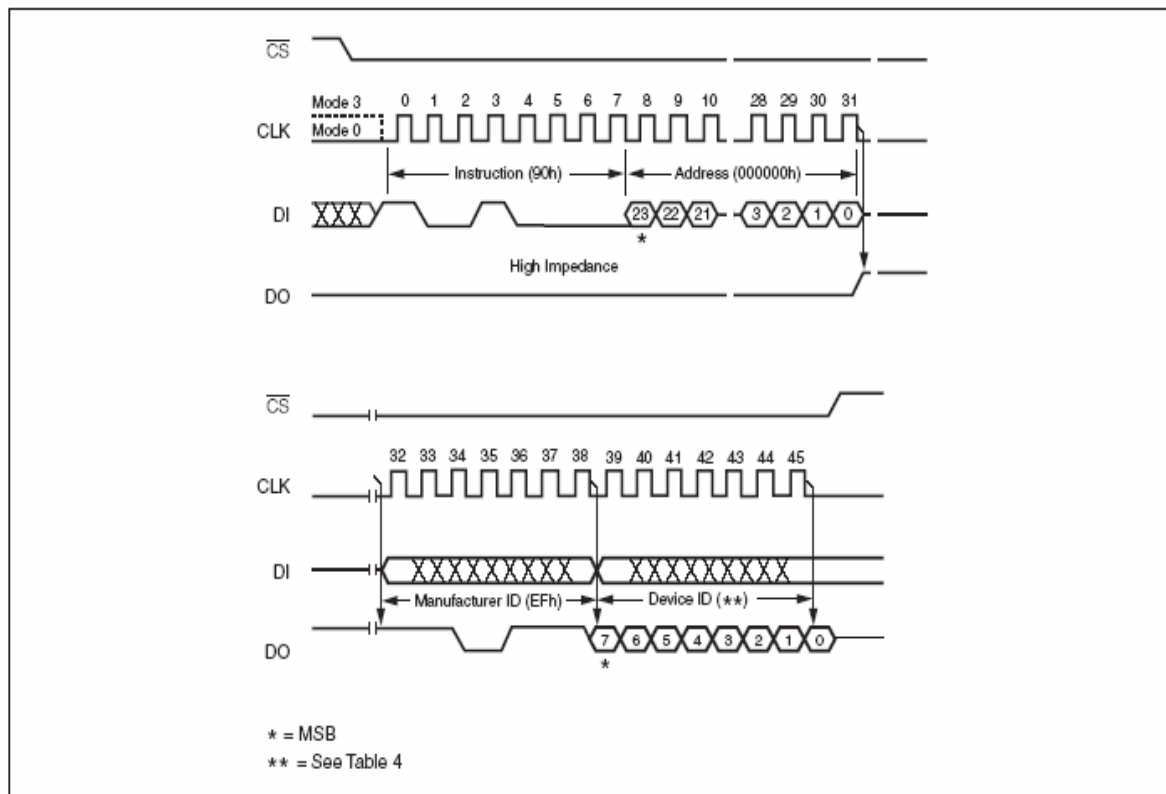 CS
Mode 3
0 1 2 3 4 5 6 7 8 9 10 28 29 30 31
CLK
Mode 0
Instruction (90h) Address (000000h)
DI
23 22 21 3 2 1 0
*
High Impedance
DO
CS
32 33 34 35 36 37 38 39 40 41 42 43 44 45
CLK
DI
Manufacturer ID (EFh) Device ID (**)
DO
7 6 5 4 3 2 1 0
*
* = MSB
** = See Table 4